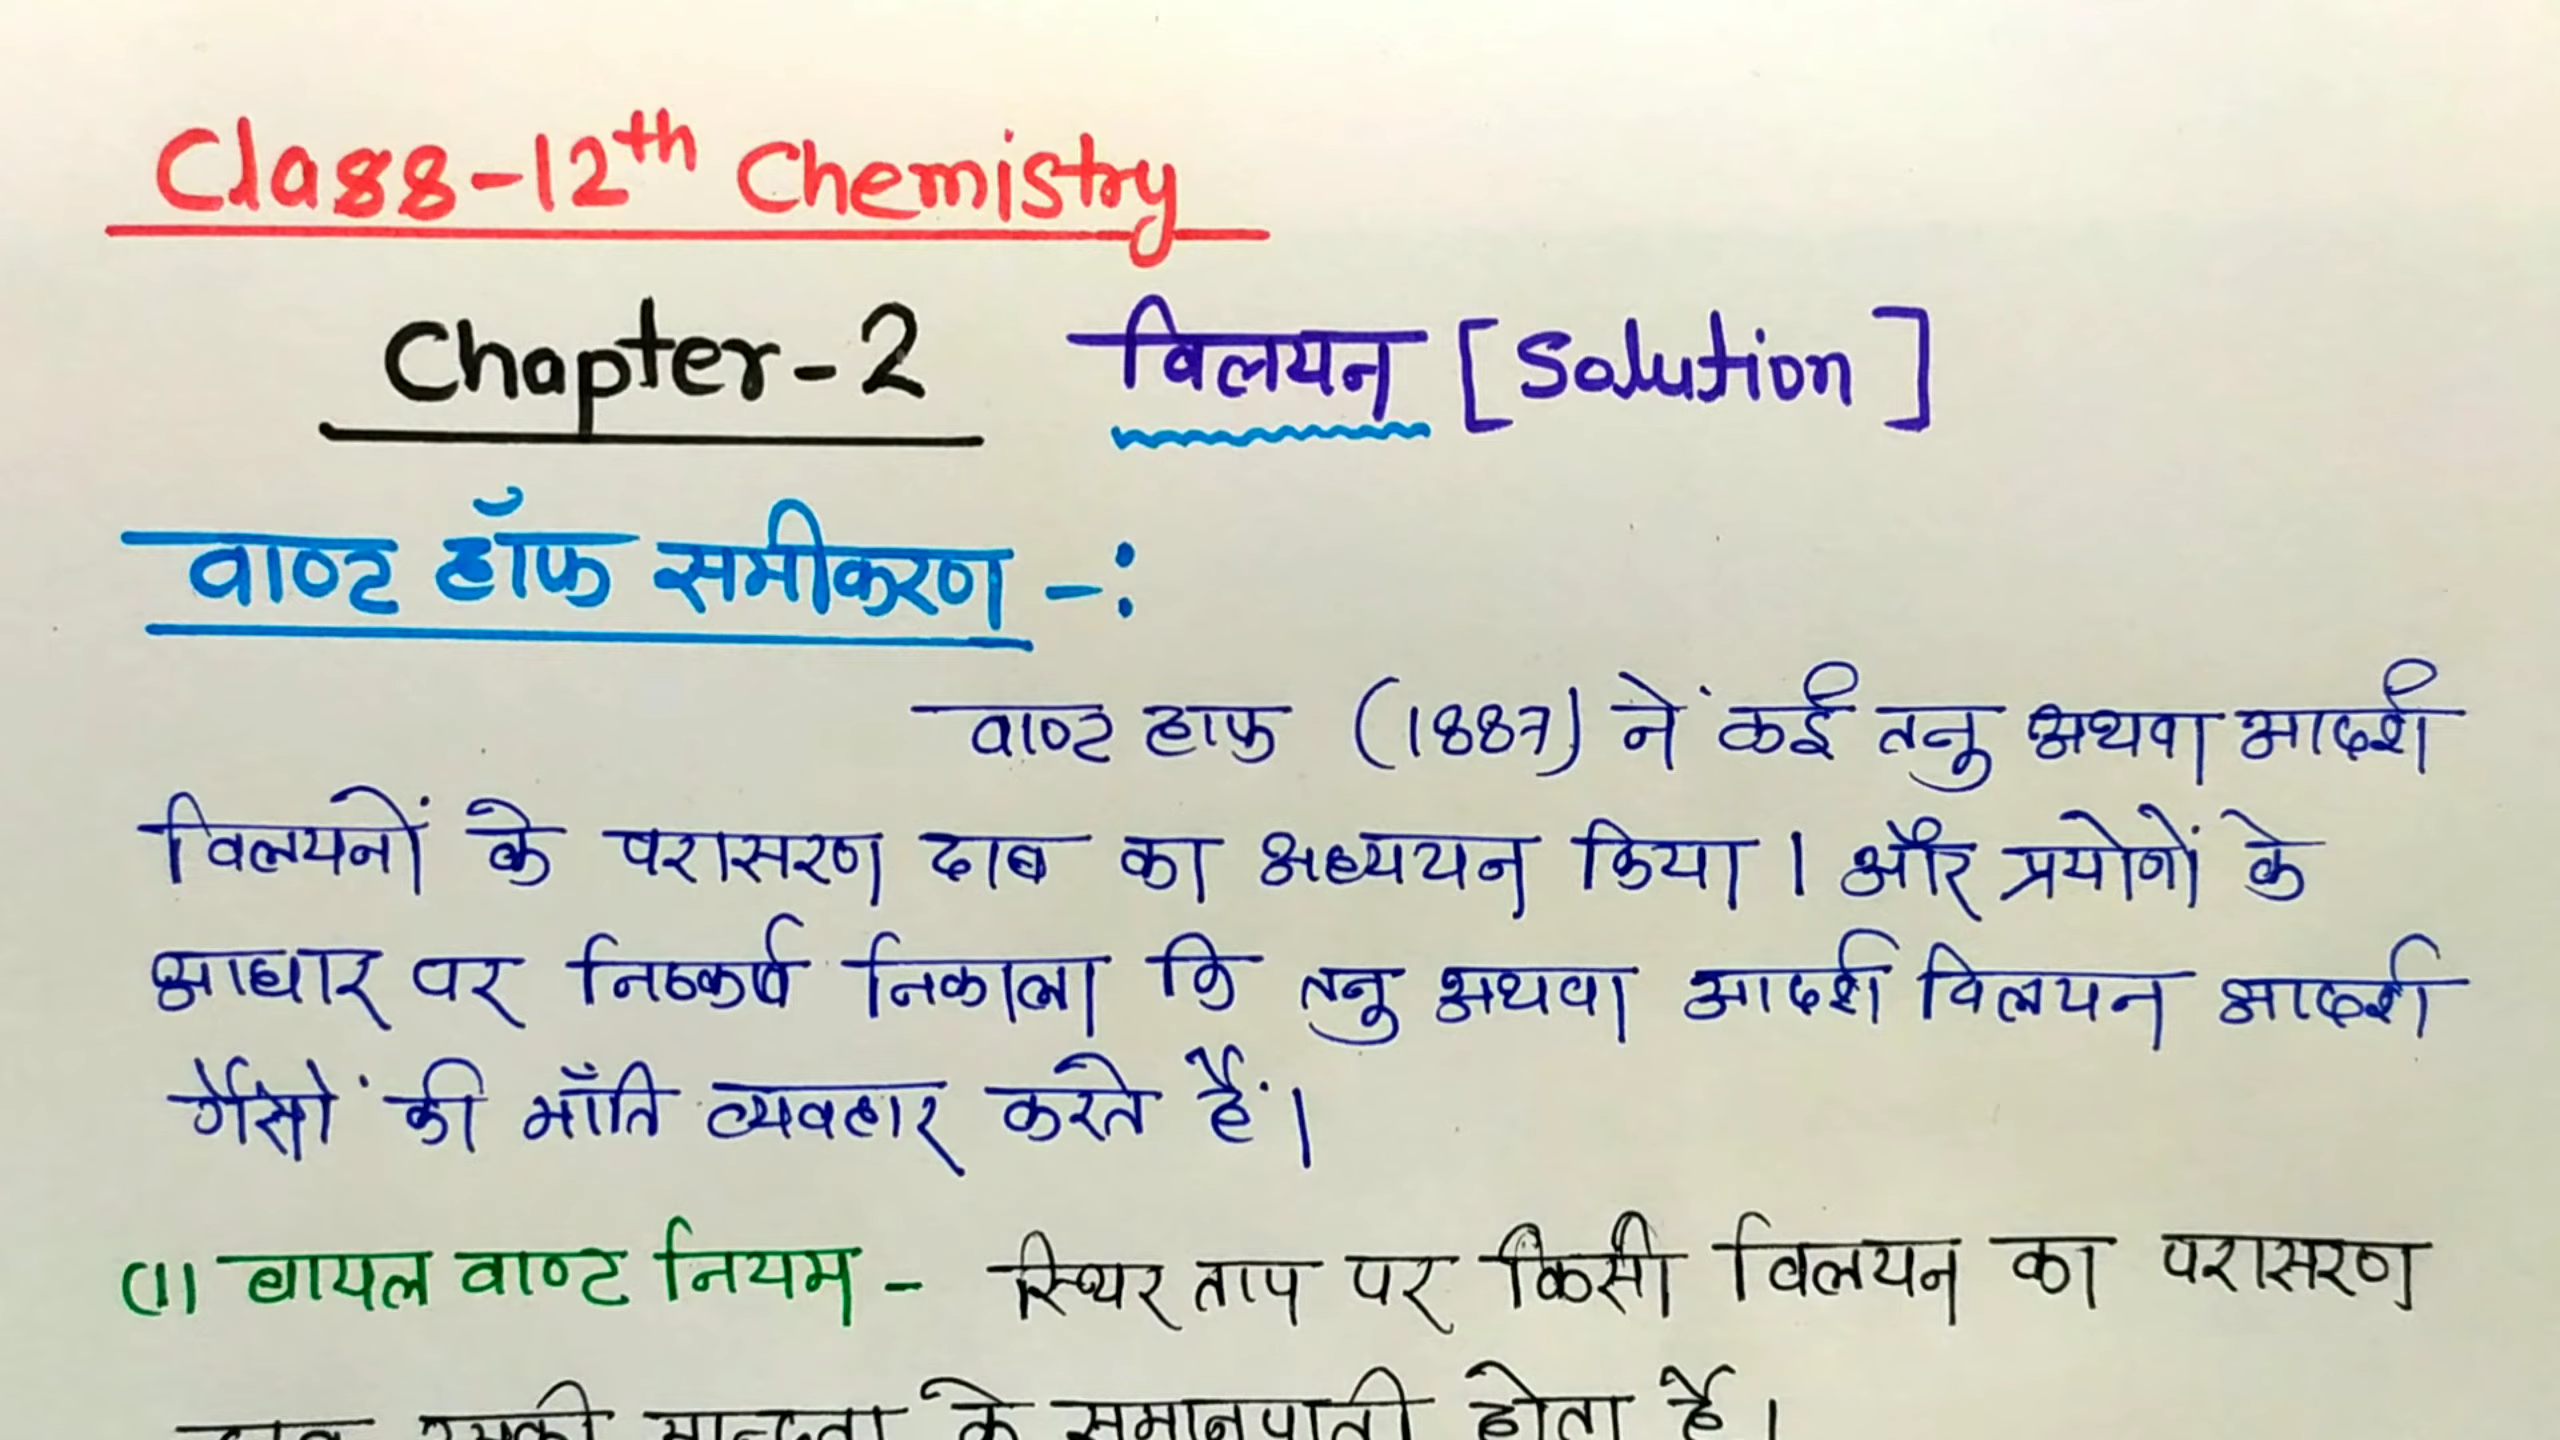 Class-12th Chemistry
Chapter-2 विलयन [Solution]
वाण्ट हॉफ समीकरण -:
वाण्ट हाफ (1887) नें कई तनु अथवा आदर्श
विलयनों के परासरण दाब का अध्ययन किया । और प्रयोगों के
आधार पर निष्कर्ष निकाला कि तनु अथवा आदर्श विलयन आदर्श
गैसों की भाँति व्यवहार करते हैं ।
(1) बायल वाण्ट नियम - स्थिर ताप पर किसी विलयन का परासरण
दाब उसकी सान्द्रता के समानुपाती होता है ।